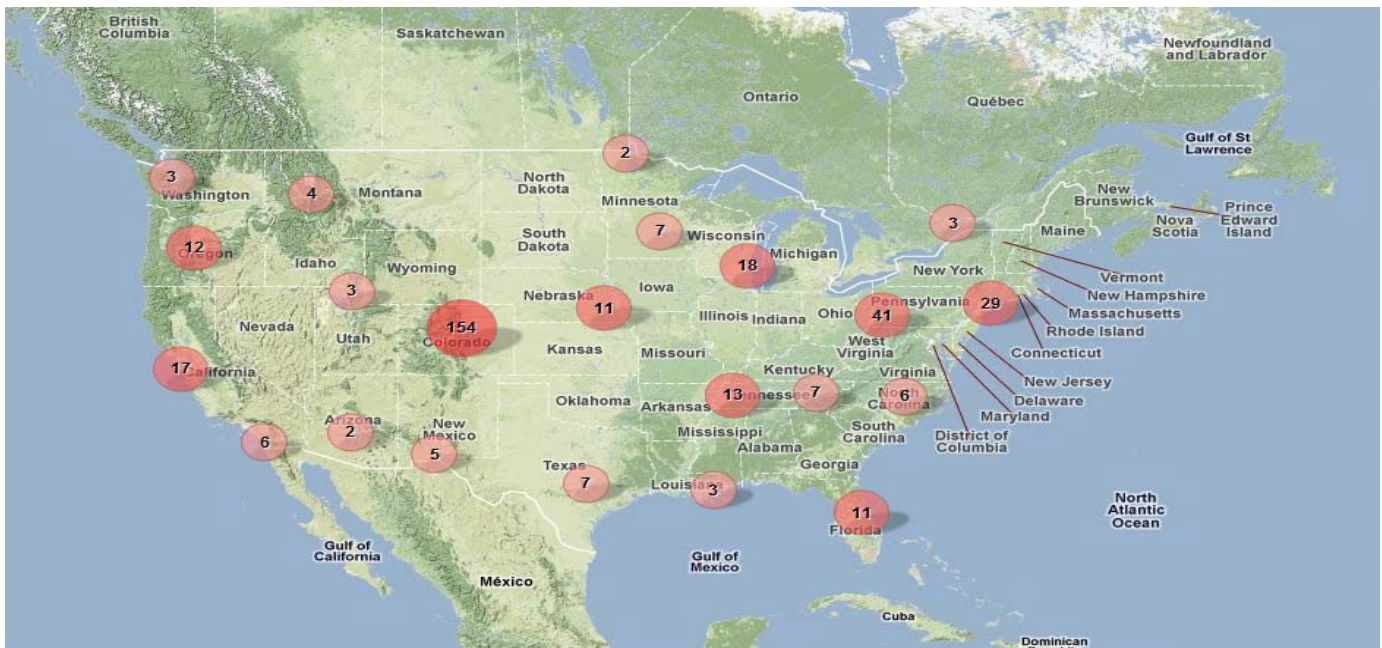 British
Columbia
Saskatchewan
Newfoundland
and Labrador
Ontario
Québec
Gulf of St
Lawrence
2
3
Washington
4
Montana
North
Dakota
Minnesota
New
Brunswick
Prince
Edward
Island
Nova
Scotia
3
Maine
12
Oregon
7
Wisconsin
South
Dakota
Michigan
18
Idaho
Wyoming
New York
Vermont
3
Nebraska
11
Iowa
New Hampshire
Pennsylvania
29
Massachusetts
Nevada
Utah
154
Colorado
Illinois
Indiana
Ohio
41
Rhode Island
West
Virginia
Connecticut
Kansas
Missouri
17
California
Kentucky
Virginia
New Jersey
Oklahoma
Arkansas
13
7
6
North
Carolina
Delaware
Maryland
Arizona
2
New
Mexico
5
6
Mississippi
Alabama
South
Carolina
District of
Columbia
Texas
7
Louisiana
3
Georgia
11
Florida
North
Atlantic
Ocean
Gulf of
California
Gulf of
Mexico
México
Cuba
Dominican